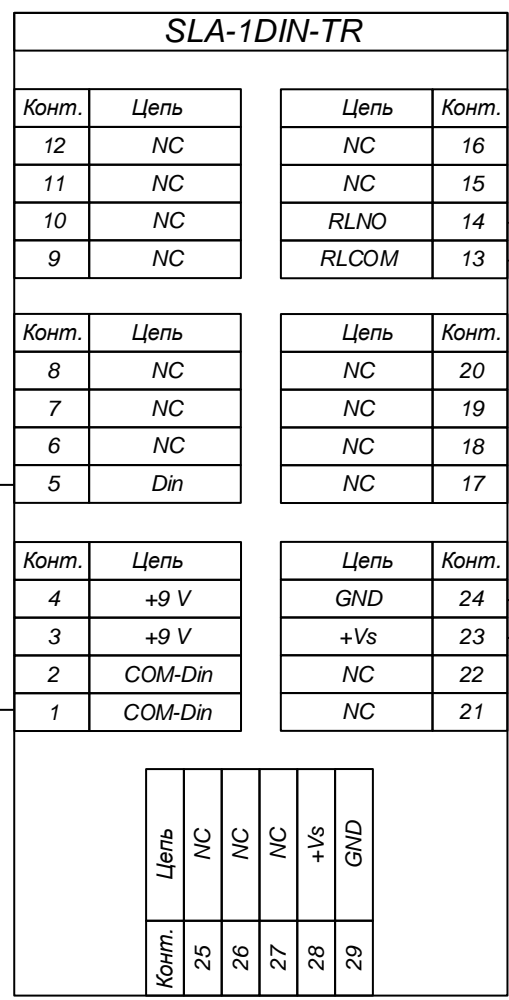 SLA-1DIN-TR
Конт. Цепь
12 NC
11 NC
10 NC
9 NC
Цепь Конт.
NC 16
NC 15
RLNO 14
RLCOM 13
Конт. Цепь
8 NC
7 NC
6 NC
5 Din
Цепь Конт.
NC 20
NC 19
NC 18
NC 17
Конт. Цепь
4 +9 V
3 +9 V
2 COM-Din
1 COM-Din
Цепь Конт.
GND 24
+Vs 23
NC 22
NC 21
Цепь NC NC NC +Vs GND
Конт. 25 26 27 28 29